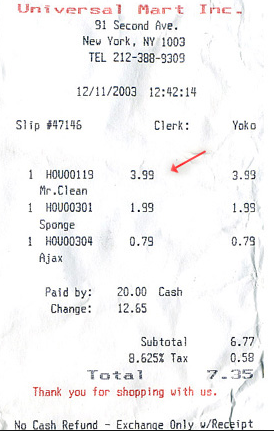 Universal Mart Inc.
91 Second Ave.
New York, NY 1003
TEL 212-388-9309
12/11/2003 12:42:14
Slip #47146 Clerk: Yoko
1 HOU00119 3.99 3.99
Mr.Clean
1 HOU00301 1.99 1.99
Sponge
1 HOU00304 0.79 0.79
Ajax
Paid by: 20.00 Cash
Change: 12.65
Subtotal 6.77
8.625% Tax 0.58
Total 7.35
Thank you for shopping with us.
No Cash Refund - Exchange Only w/Receipt